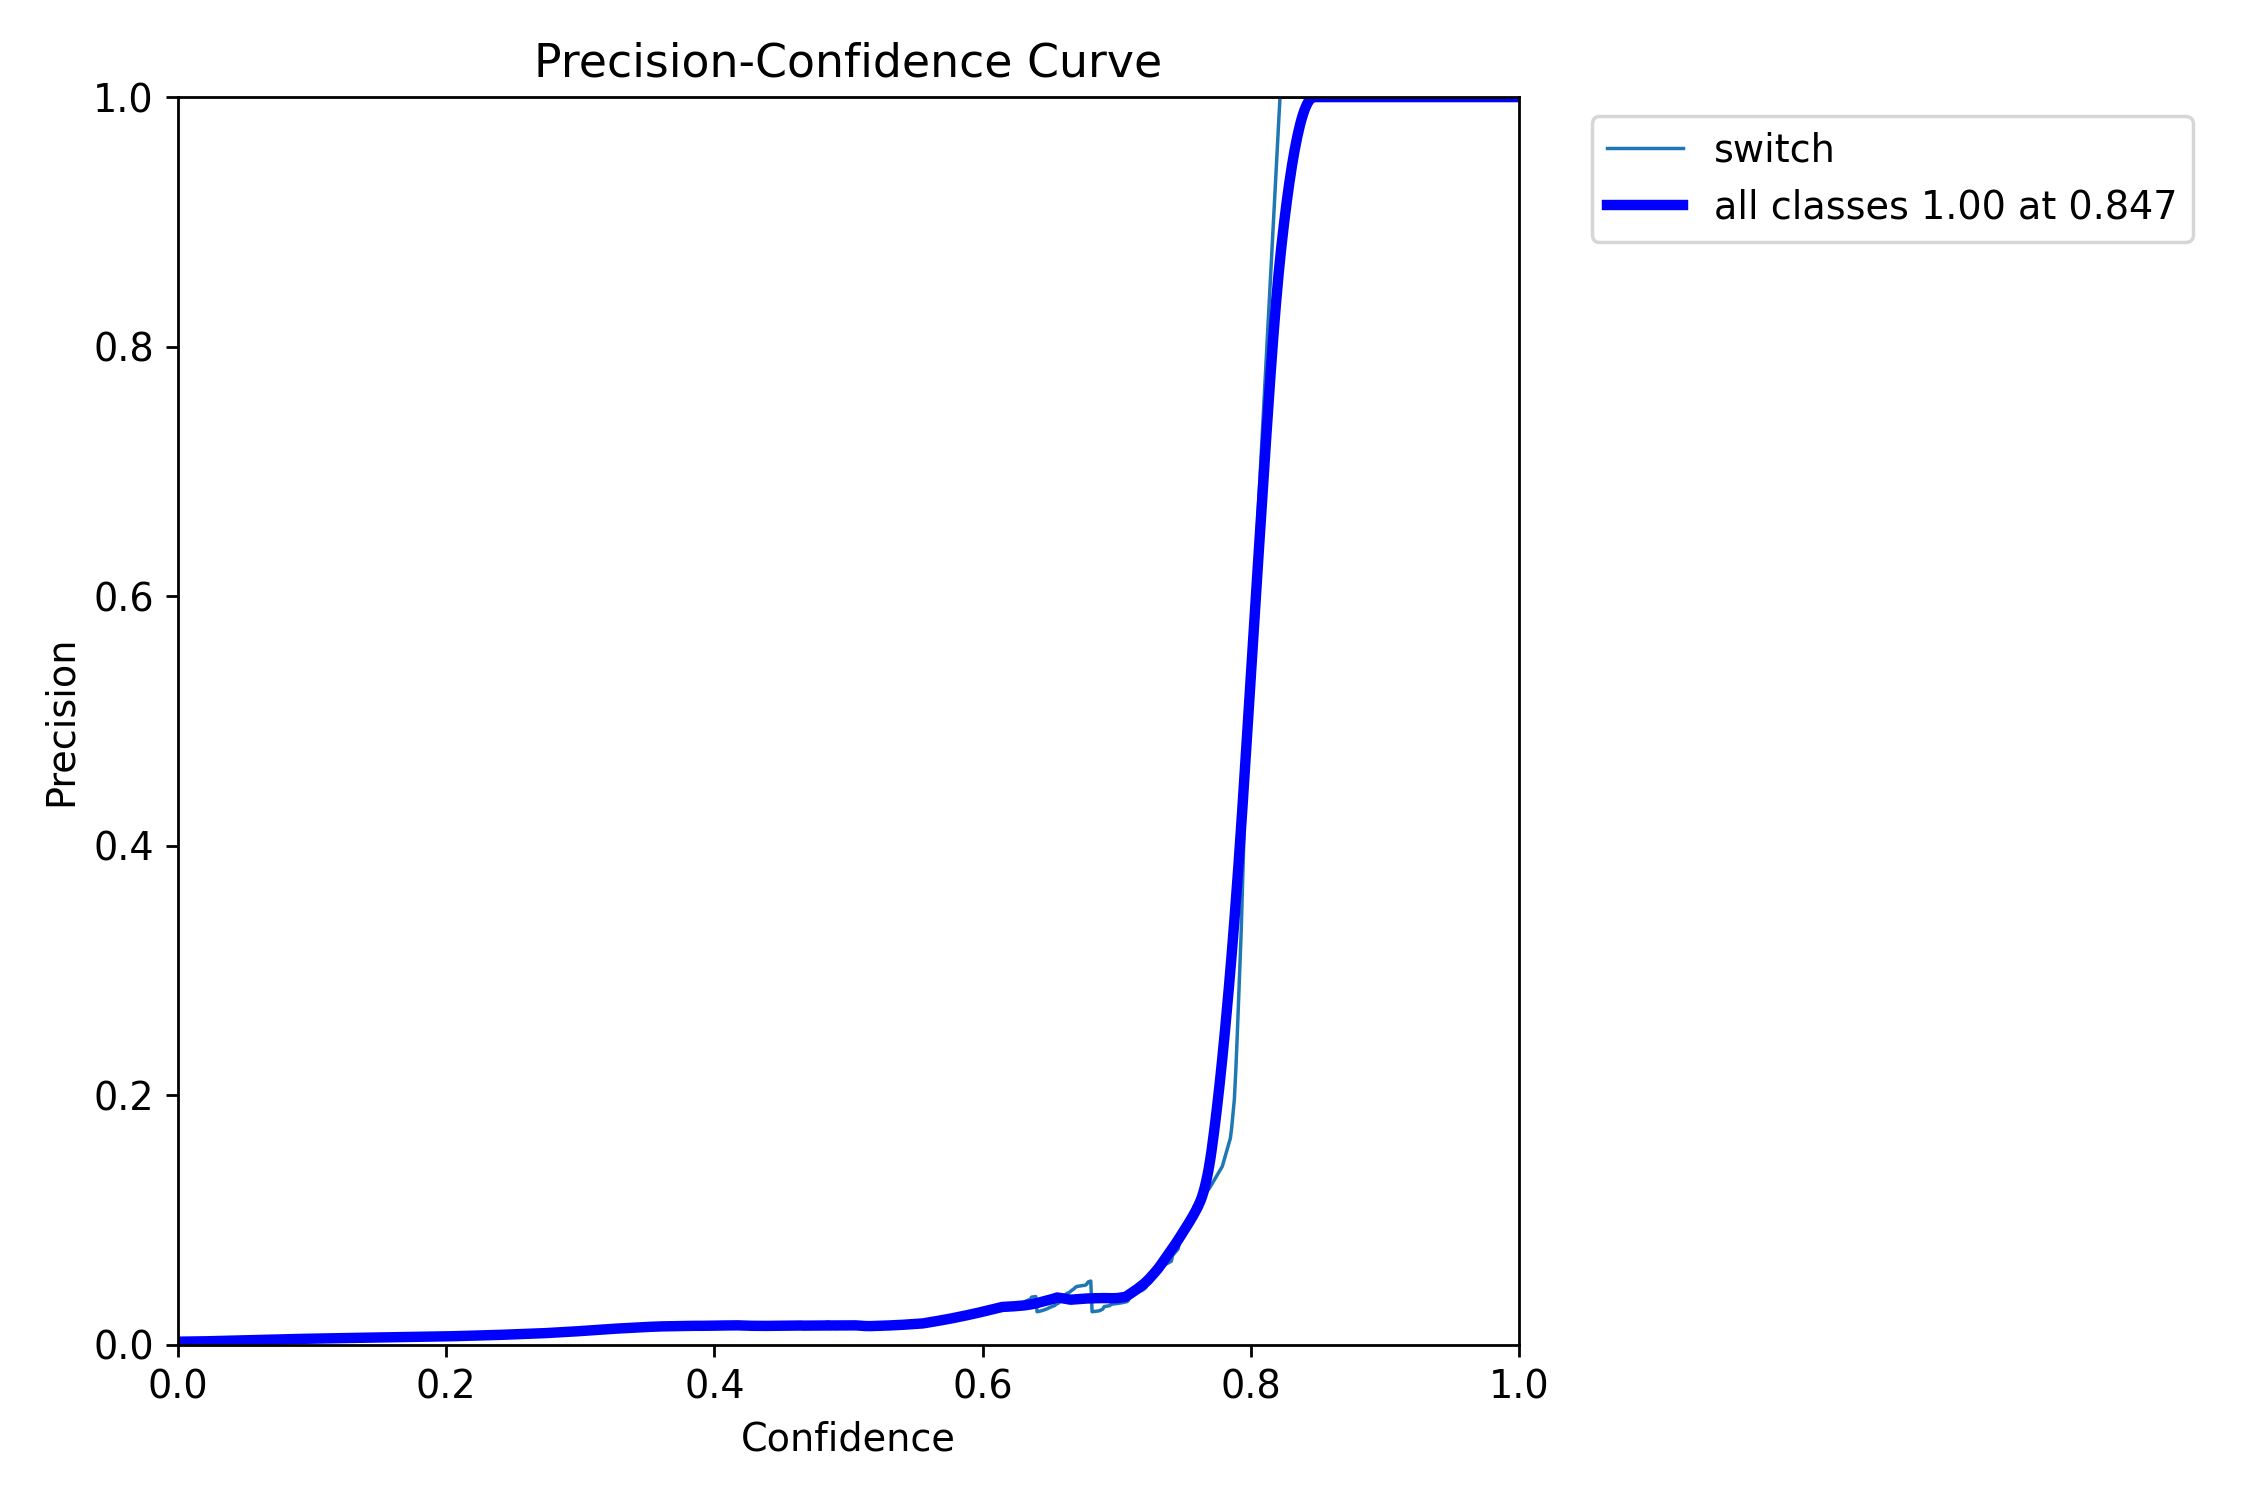 Precision-Confidence Curve
1.0
0.8
0.6
0.4
0.2
0.0
Precision
0.0 0.2 0.4 0.6 0.8 1.0
Confidence
switch
all classes 1.00 at 0.847